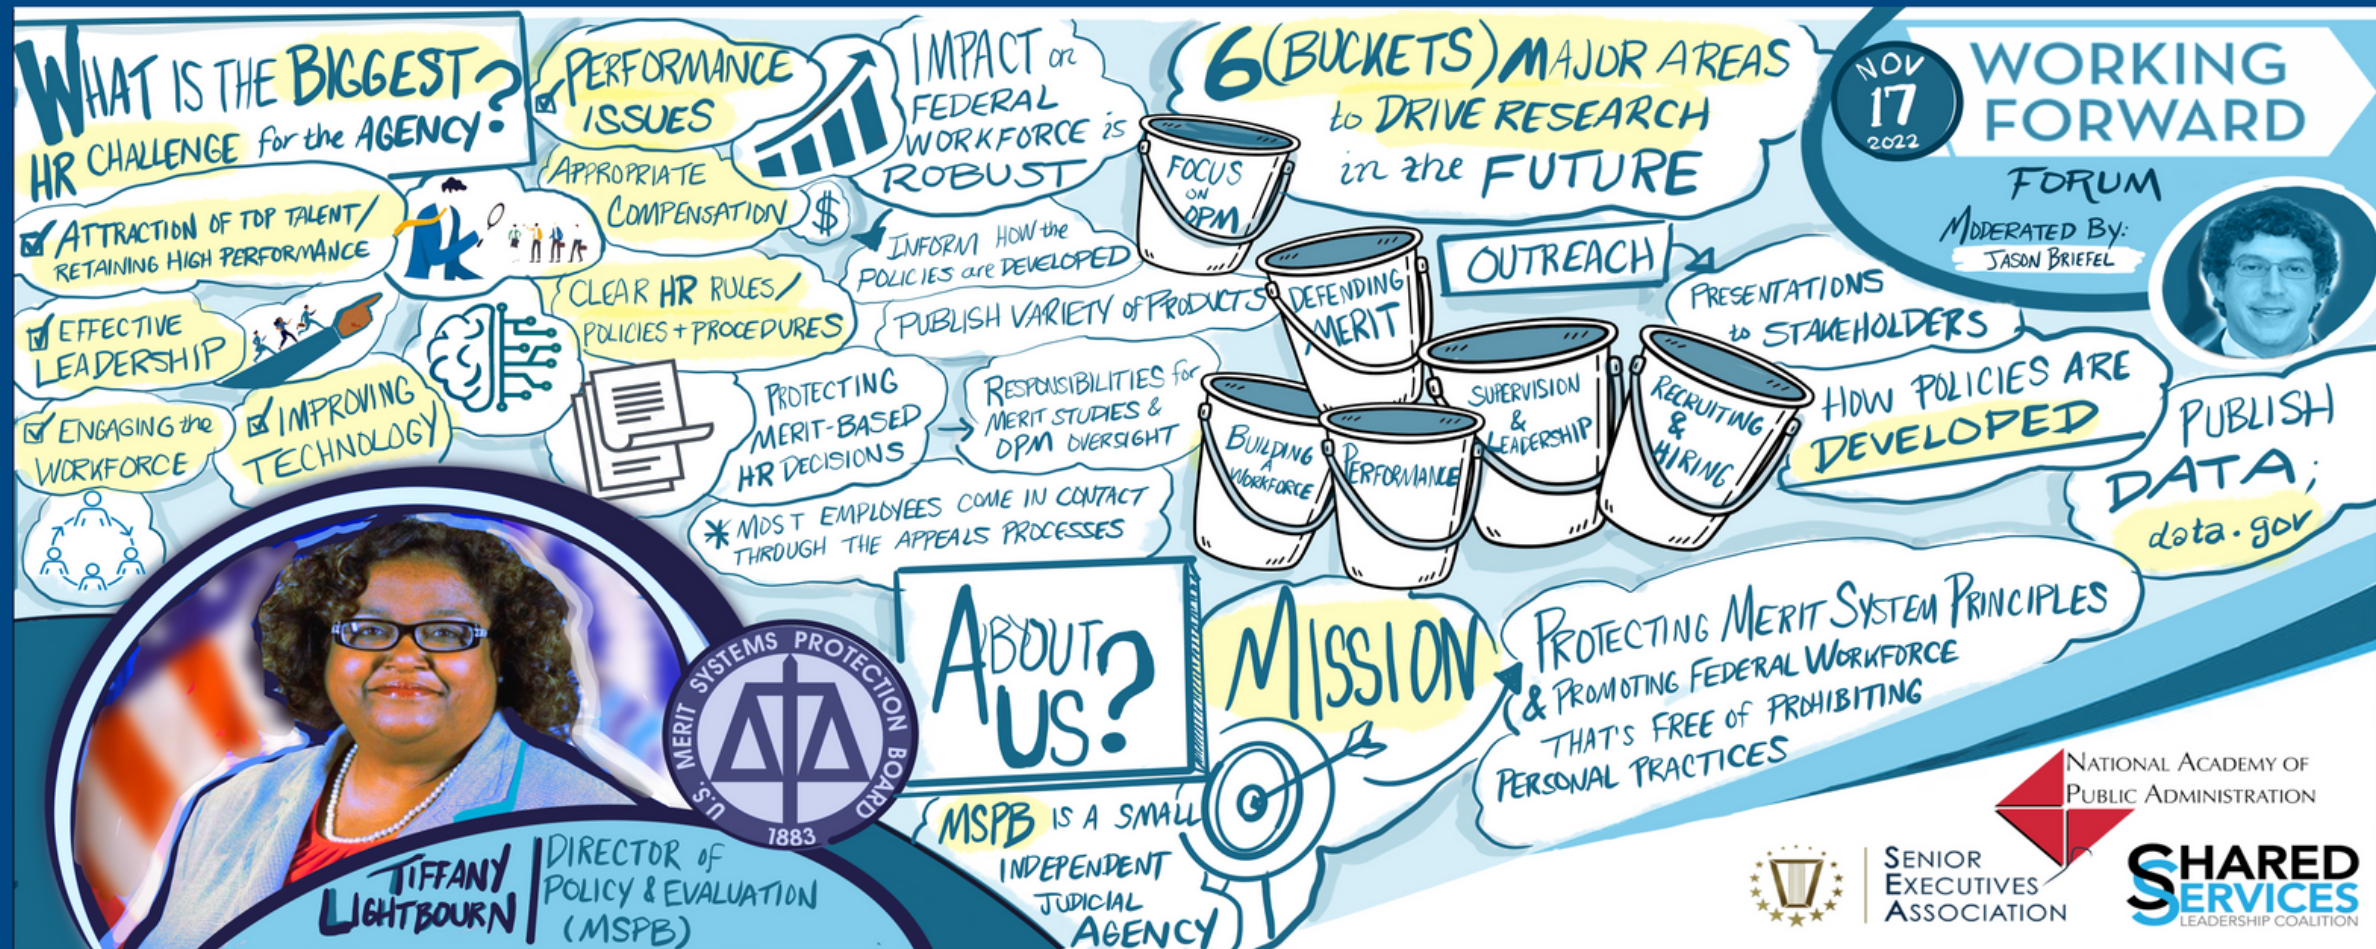 WHAT IS THE BIGGEST
HR CHALLENGE for the AGENCY?
ATTRACTION OF TOP TALENT/
RETAINING HIGH PERFORMANCE
EFFECTIVE
LEADERSHIP
ENGAGING the
WORKFORCE
IMPROVING
TECHNOLOGY
PERFORMANCE
ISSUES
APPROPRIATE
COMPENSATION
$
CLEAR HR RULES/
POLICIES + PROCEDURES
IMPACT on
FEDERAL
WORKFORCE is
ROBUST
INFORM HOW the
POLICIES are DEVELOPED
PUBLISH VARIETY of PRODUCTS
PROTECTING
MERIT-BASED
HR DECISIONS
RESPONSIBILITIES for
MERIT STUDIES &
OPM OVERSIGHT
* MOST EMPLOYEES COME IN CONTACT
THROUGH THE APPEALS PROCESSES
6 (BUCKETS) MAJOR AREAS
to DRIVE RESEARCH
in the FUTURE
FOCUS
ON
OPM
DEFENDING
MERIT
BUILDING
A
WORKFORCE
PERFORMANCE
SUPERVISION
&
LEADERSHIP
RECRUITING
&
HIRING
OUTREACH
PRESENTATIONS
to STAKEHOLDERS
HOW POLICIES ARE
DEVELOPED
PUBLISH
DATA;
data.gov
NOV
17
2022
WORKING
FORWARD
FORUM
MODERATED BY:
JASON BRIEFEL
TIFFANY
LIGHTBOURN
DIRECTOR of
POLICY & EVALUATION
(MSPB)
U.S. MERIT SYSTEMS PROTECTION BOARD
1883
ABOUT
US?
MSPB IS A SMALL
INDEPENDENT
JUDICIAL
AGENCY
MISSION
PROTECTING MERIT SYSTEM PRINCIPLES
& PROMOTING FEDERAL WORKFORCE
THAT'S FREE of PROHIBITING
PERSONAL PRACTICES
NATIONAL ACADEMY OF
PUBLIC ADMINISTRATION
SENIOR
EXECUTIVES
ASSOCIATION
SHARED
SERVICES
LEADERSHIP COALITION